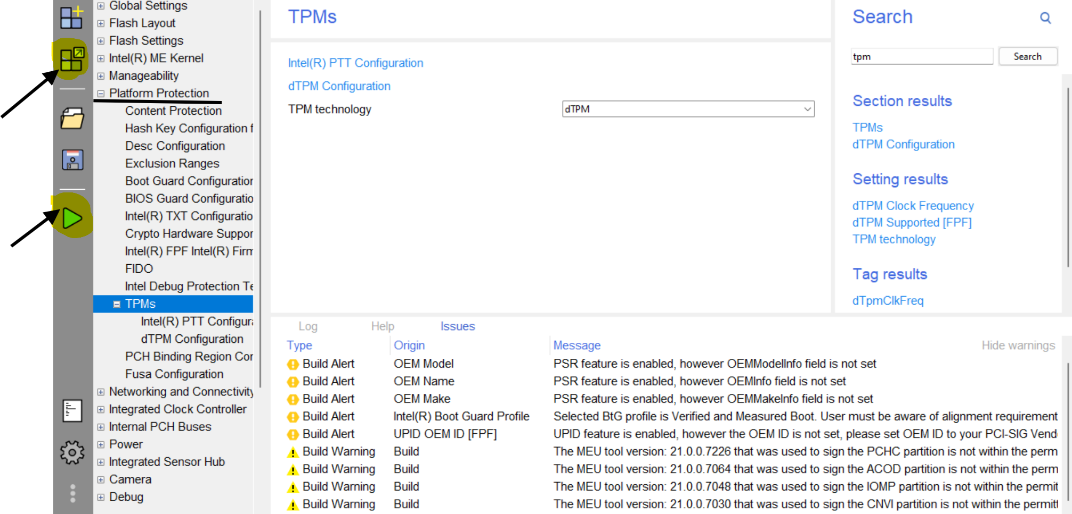 Global Settings
Flash Layout
Flash Settings
Intel(R) ME Kernel
Manageability
Platform Protection
Content Protection
Hash Key Configuration f
Desc Configuration
Exclusion Ranges
Boot Guard Configuration
BIOS Guard Configuratio
Intel(R) TXT Configuratio
Crypto Hardware Suppor
Intel(R) FPF Intel(R) Firm
FIDO
Intel Debug Protection Te
TPMs
Intel(R) PTT Configura
dTPM Configuration
PCH Binding Region Con
Fusa Configuration
Networking and Connectivity
Integrated Clock Controller
Internal PCH Buses
Power
Integrated Sensor Hub
Camera
Debug
TPMs
Intel(R) PTT Configuration
dTPM Configuration
TPM technology dTPM
Search
tpm Search
Section results
TPMs
dTPM Configuration
Setting results
dTPM Clock Frequency
dTPM Supported [FPF]
TPM technology
Tag results
dTpmClkFreq
Log Help Issues
Type Origin Message Hide warnings
Build Alert OEM Model PSR feature is enabled, however OEMModelInfo field is not set
Build Alert OEM Name PSR feature is enabled, however OEMInfo field is not set
Build Alert OEM Make PSR feature is enabled, however OEMMakeInfo field is not set
Build Alert Intel(R) Boot Guard Profile Selected BtG profile is Verified and Measured Boot. User must be aware of alignment requirement
Build Alert UPID OEM ID [FPF] UPID feature is enabled, however the OEM ID is not set, please set OEM ID to your PCI-SIG Vend
Build Warning Build The MEU tool version: 21.0.0.7226 that was used to sign the PCHC partition is not within the perm
Build Warning Build The MEU tool version: 21.0.0.7064 that was used to sign the ACOD partition is not within the perm
Build Warning Build The MEU tool version: 21.0.0.7048 that was used to sign the IOMP partition is not within the permit
Build Warning Build The MEU tool version: 21.0.0.7030 that was used to sign the CNVI partition is not within the permitt